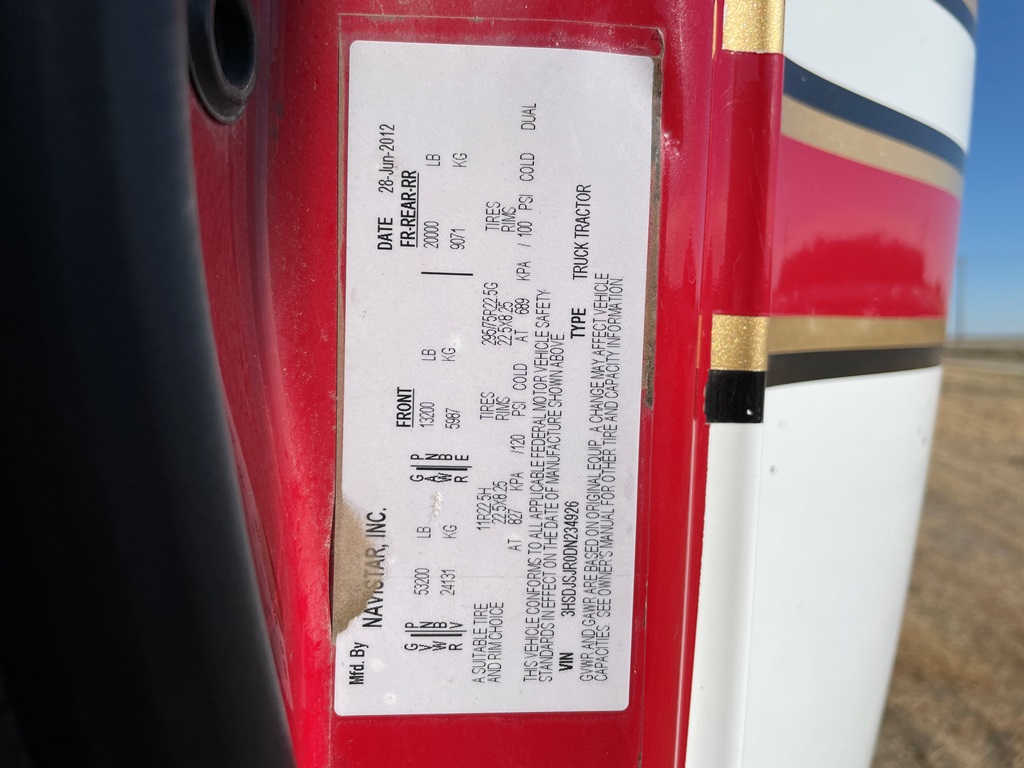 DATE 28-Jun-2012
Mfd. By NAVISTAR, INC. FRONT FR-REAR-RR
GVWR PNBV 53200 LB GAWR PNBE 13200 LB 20000 LB
24131 KG 5987 KG 9071 KG
A SUITABLE TIRE 11R22.5H TIRES 295/75R22.5G TIRES
AND RIM CHOICE 22.5X8.25 RIMS 22.5X8.25 RIMS
AT 827 KPA /120 PSI COLD AT 689 KPA / 100 PSI COLD DUAL
THIS VEHICLE CONFORMS TO ALL APPLICABLE FEDERAL MOTOR VEHICLE SAFETY
STANDARDS IN EFFECT ON THE DATE OF MANUFACTURE SHOWN ABOVE
VIN 3HSDJSJR0DN234926 TYPE TRUCK TRACTOR
GVWR AND GAWR ARE BASED ON ORIGINAL EQUIP. A CHANGE MAY AFFECT VEHICLE
CAPACITIES. SEE OWNER'S MANUAL FOR OTHER TIRE AND CAPACITY INFORMATION